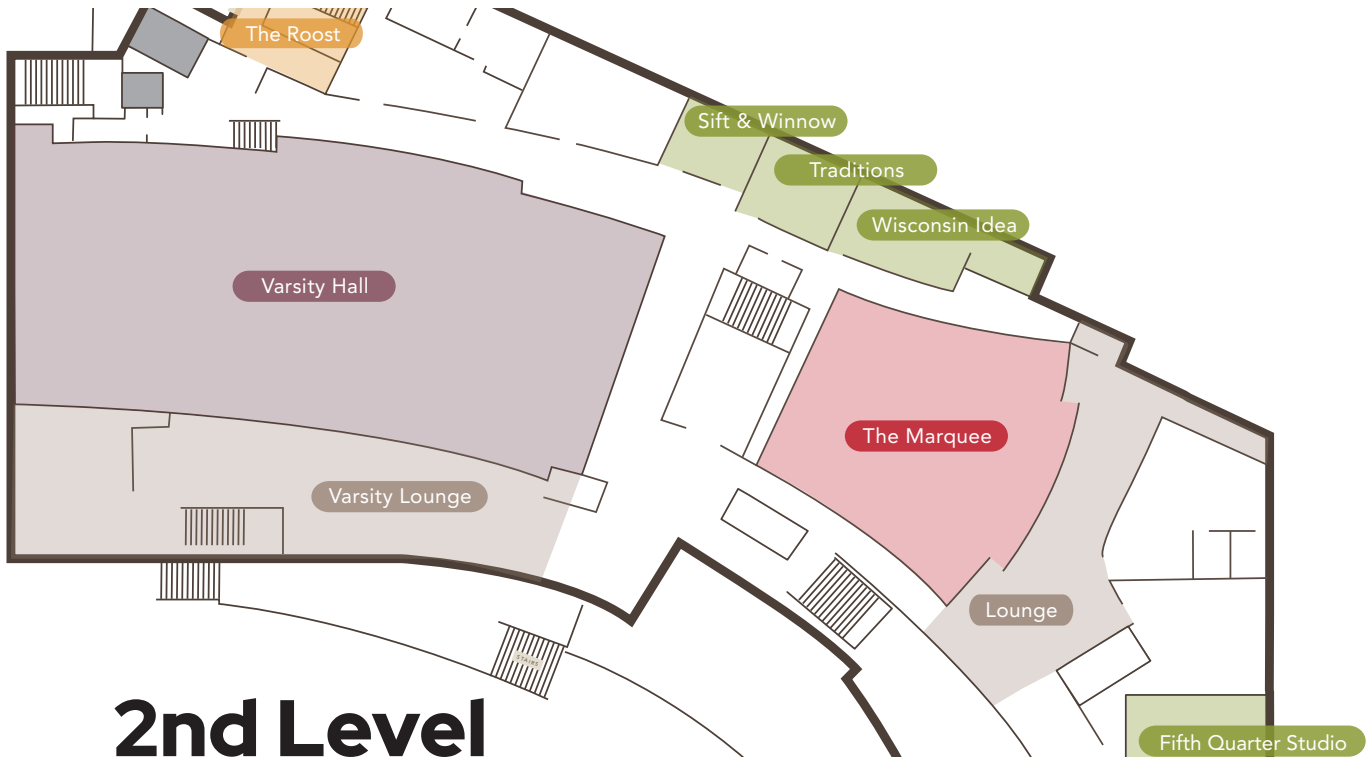 The Roost
Sift & Winnow
Traditions
Wisconsin Idea
Varsity Hall
The Marquee
Varsity Lounge
Lounge
STAIRS
2nd Level
Fifth Quarter Studio